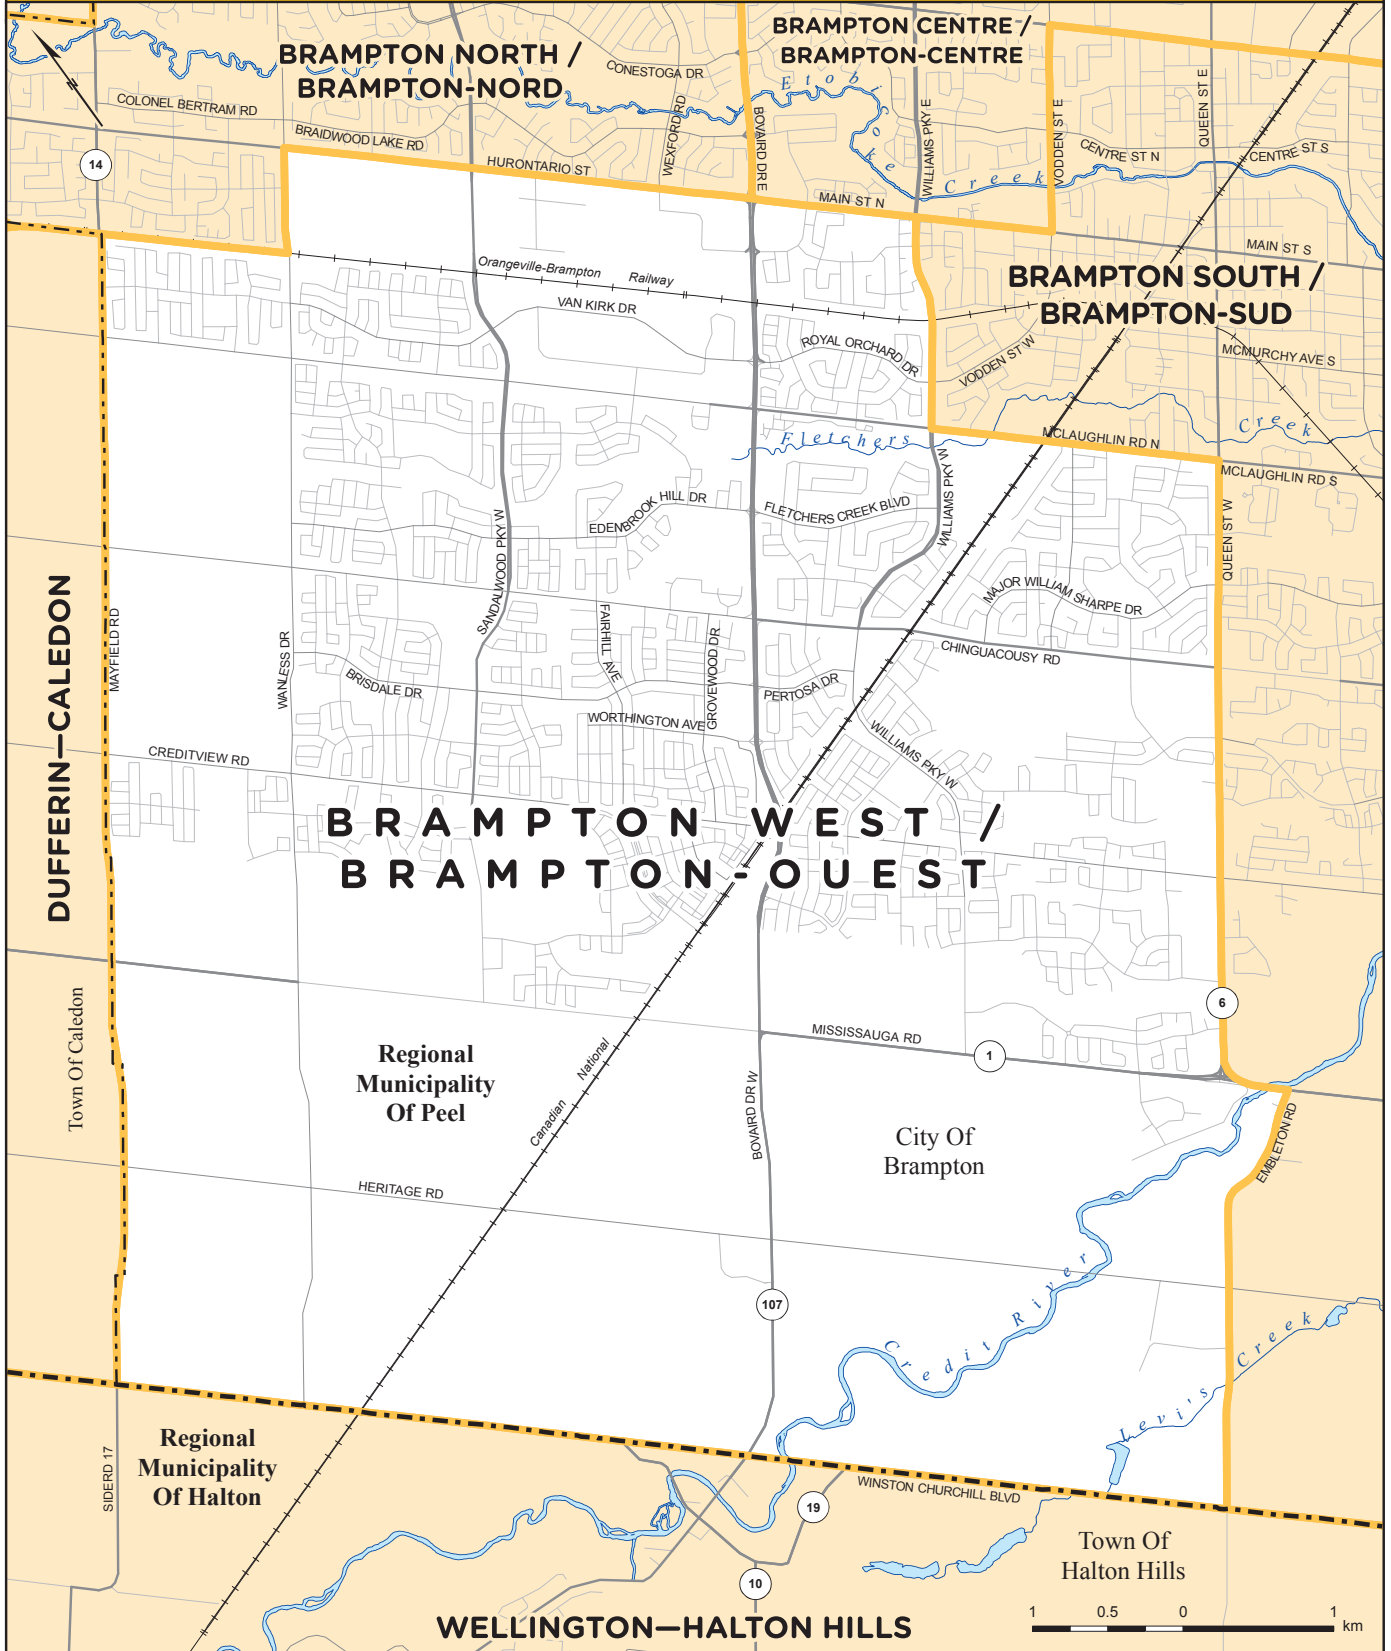 BRAMPTON CENTRE /
BRAMPTON-CENTRE
BRAMPTON NORTH /
BRAMPTON-NORD
CONESTOGA DR
Etobicoke Creek
COLONEL BERTRAM RD
BRAIDWOOD LAKE RD
HURONTARIO ST
WEXFORD RD
BOVAIRD DR E
WILLIAMS PKY E
VODDEN ST E
QUEEN ST E
CENTRE ST N
CENTRE ST S
14
MAIN ST N
MAIN ST S
BRAMPTON SOUTH /
BRAMPTON-SUD
Orangeville-Brampton Railway
VAN KIRK DR
ROYAL ORCHARD DR
VODDEN ST W
MCMURCHY AVE S
Fletchers Creek
MCLAUGHLIN RD N
MCLAUGHLIN RD S
WILLIAMS PKY W
QUEEN ST W
EDENBROOK HILL DR
FLETCHERS CREEK BLVD
SANDALWOOD PKY W
MAJOR WILLIAM SHARPE DR
DUFFERIN—CALEDON
MAYFIELD RD
WANLESS DR
FAIRHILL AVE
GROVEWOOD DR
CHINGUACOUSY RD
BRISDALE DR
PERTOSA DR
WORTHINGTON AVE
WILLIAMS PKY W
CREDITVIEW RD
BRAMPTON WEST /
BRAMPTON-OUEST
Town Of Caledon
6
MISSISSAUGA RD
1
Regional
Municipality
Of Peel
Canadian National
BOVAIRD DR W
City Of
Brampton
EMBLETON RD
HERITAGE RD
107
Credit River
Levi's Creek
Regional
Municipality
Of Halton
SIDERD 17
WINSTON CHURCHILL BLVD
19
Town Of
Halton Hills
10
WELLINGTON—HALTON HILLS
1 0.5 0 1
km